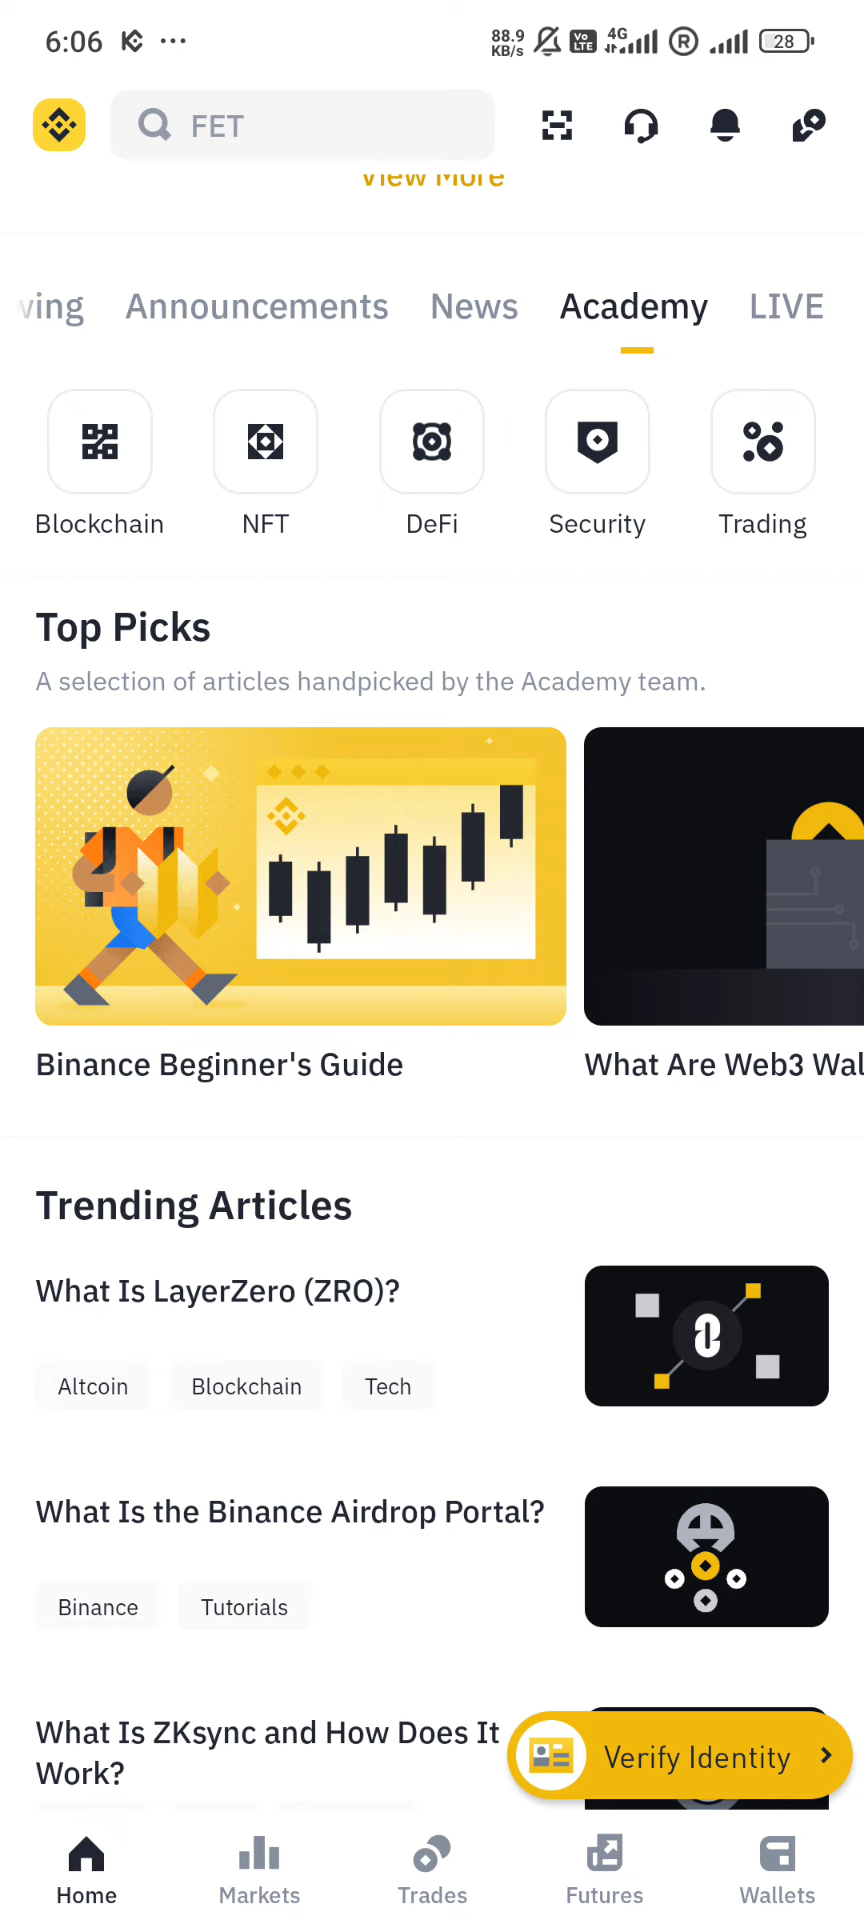 6:06
88.9
KB/s
Vo
LTE
4G
R
28
FET
View More
wing Announcements News Academy LIVE
Blockchain NFT DeFi Security Trading
Top Picks
A selection of articles handpicked by the Academy team.
Binance Beginner's Guide
What Are Web3 Wal
Trending Articles
What Is LayerZero (ZRO)?
Altcoin Blockchain Tech
What Is the Binance Airdrop Portal?
Binance Tutorials
What Is ZKsync and How Does It
Work?
Verify Identity
Home Markets Trades Futures Wallets